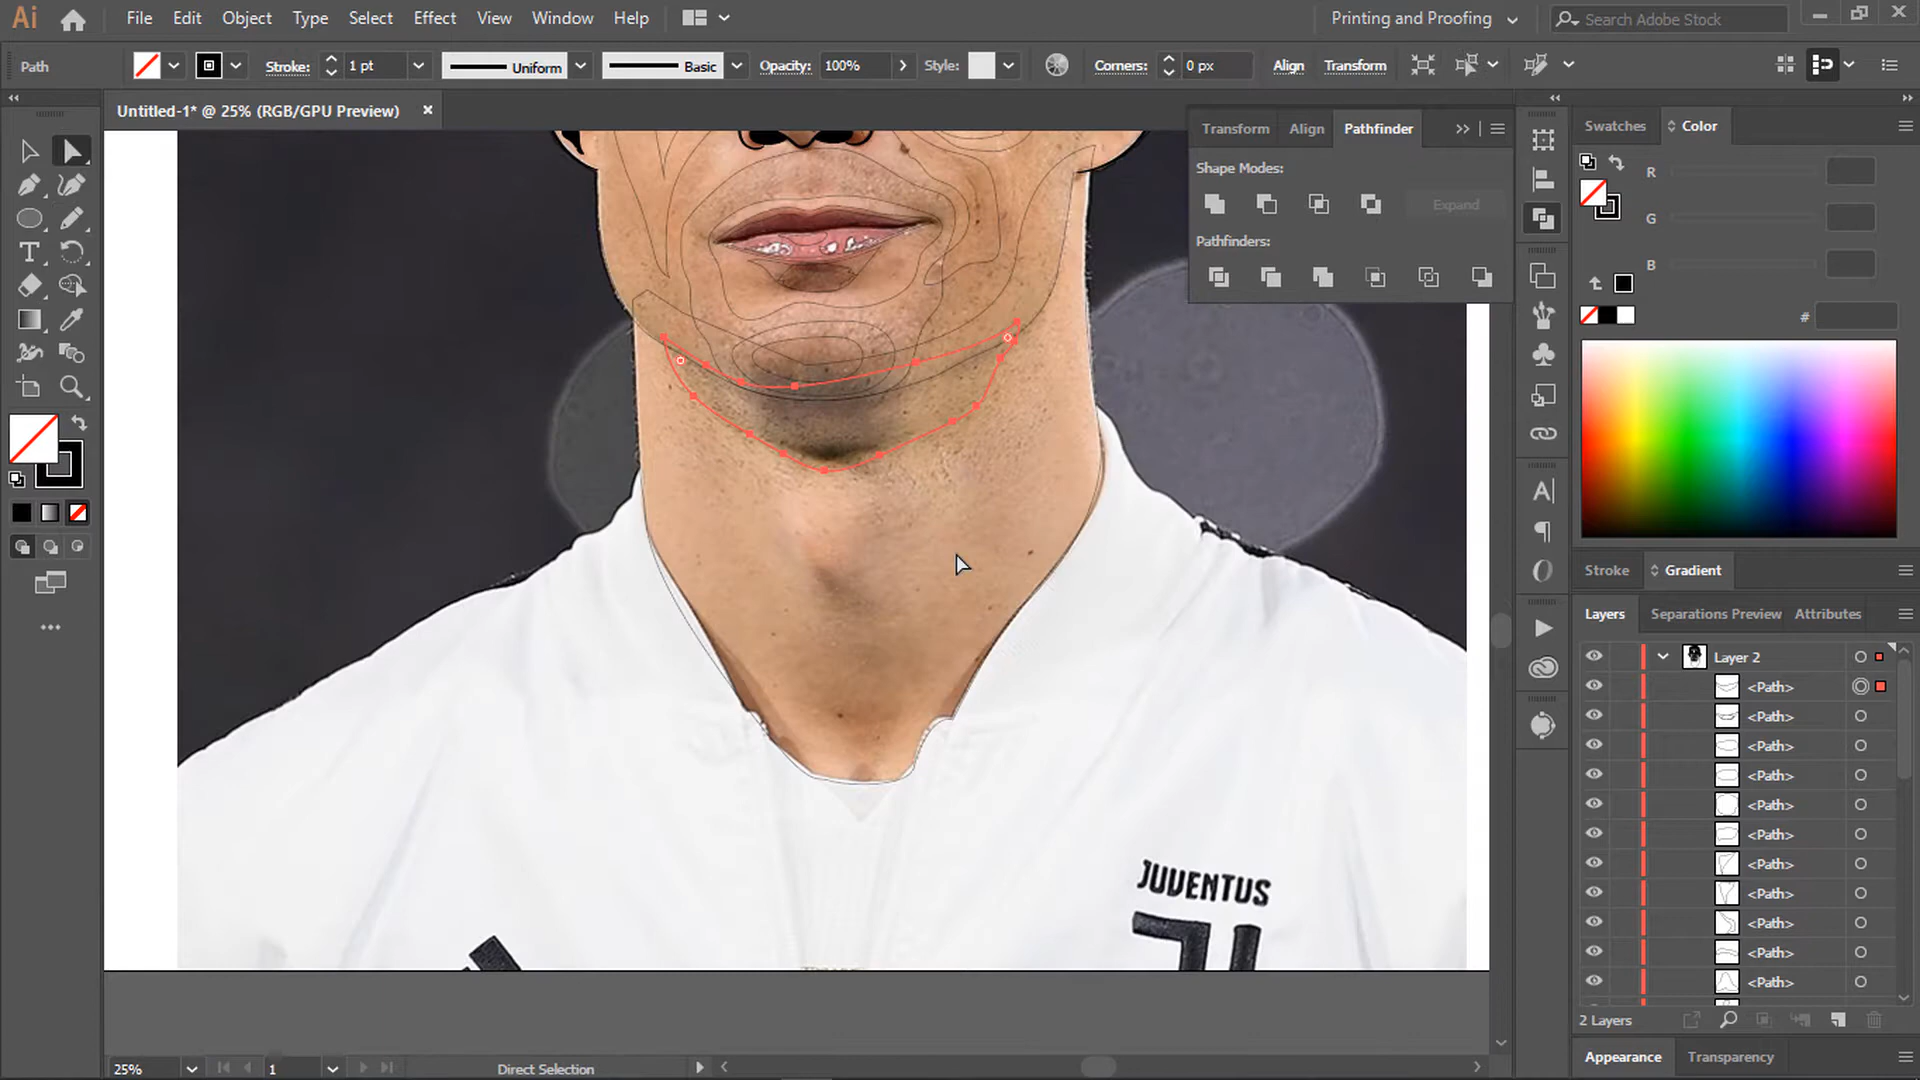 Ai File Edit Object Type Select Effect View Window Help Printing and Proofing Search Adobe Stock
Path Stroke: 1 pt Uniform Basic Opacity: 100% Style: Corners: 0 px Align Transform
Untitled-1* @ 25% (RGB/GPU Preview)
Transform Align Pathfinder
Shape Modes:
Expand
Pathfinders:
Swatches Color
R
G
B
#
Stroke Gradient
Layers Separations Preview Attributes
Layer 2
<Path>
<Path>
<Path>
<Path>
<Path>
<Path>
<Path>
<Path>
<Path>
<Path>
<Path>
2 Layers
Appearance Transparency
JUVENTUS
25% 1 Direct Selection